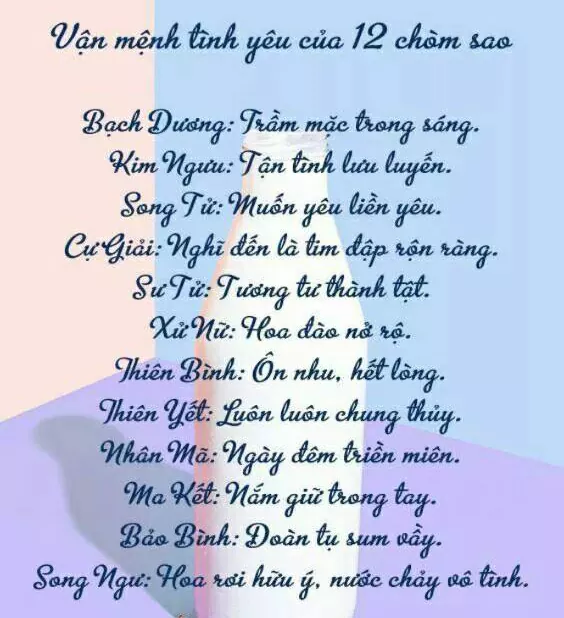 Vận mệnh tình yêu của 12 chòm sao
Bạch Dương: Trầm mặc trong sáng.
Kim Ngưu: Tận tình lưu luyến.
Song Tử: Muốn yêu liền yêu.
Cự Giải: Nghĩ đến là tim đập rộn ràng.
Sư Tử: Tương tư thành tật.
Xử Nữ: Hoa đào nở rộ.
Thiên Bình: Ôn nhu, hết lòng.
Thiên Yết: Luôn luôn chung thủy.
Nhân Mã: Ngày đêm triền miên.
Ma Kết: Nắm giữ trong tay.
Bảo Bình: Đoàn tụ sum vầy.
Song Ngư: Hoa rơi hữu ý, nước chảy vô tình.